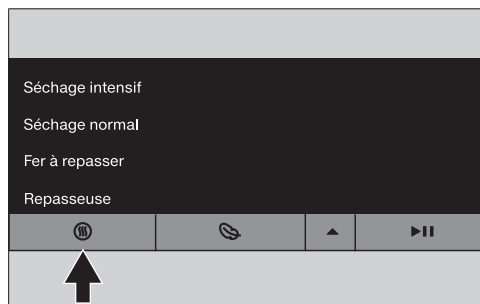 Séchage intensif
Séchage normal
Fer à repasser
Repasseuse